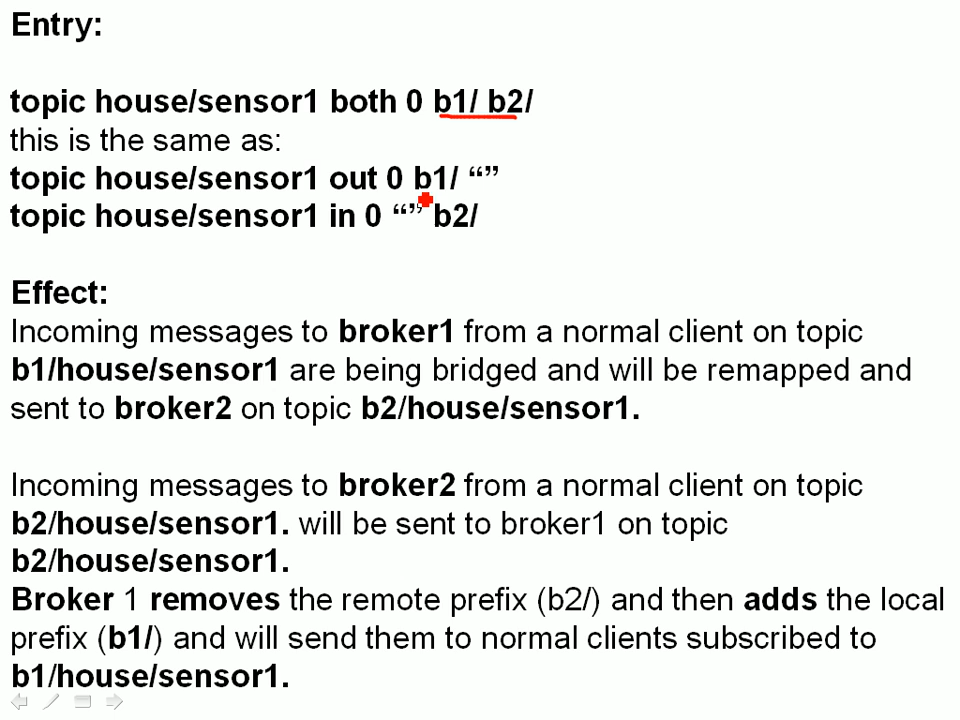 Entry:
topic house/sensor1 both 0 b1/ b2/
this is the same as:
topic house/sensor1 out 0 b1/ “”
topic house/sensor1 in 0 “” b2/
Effect:
Incoming messages to broker1 from a normal client on topic
b1/house/sensor1 are being bridged and will be remapped and
sent to broker2 on topic b2/house/sensor1.
Incoming messages to broker2 from a normal client on topic
b2/house/sensor1. will be sent to broker1 on topic
b2/house/sensor1.
Broker 1 removes the remote prefix (b2/) and then adds the local
prefix (b1/) and will send them to normal clients subscribed to
b1/house/sensor1.